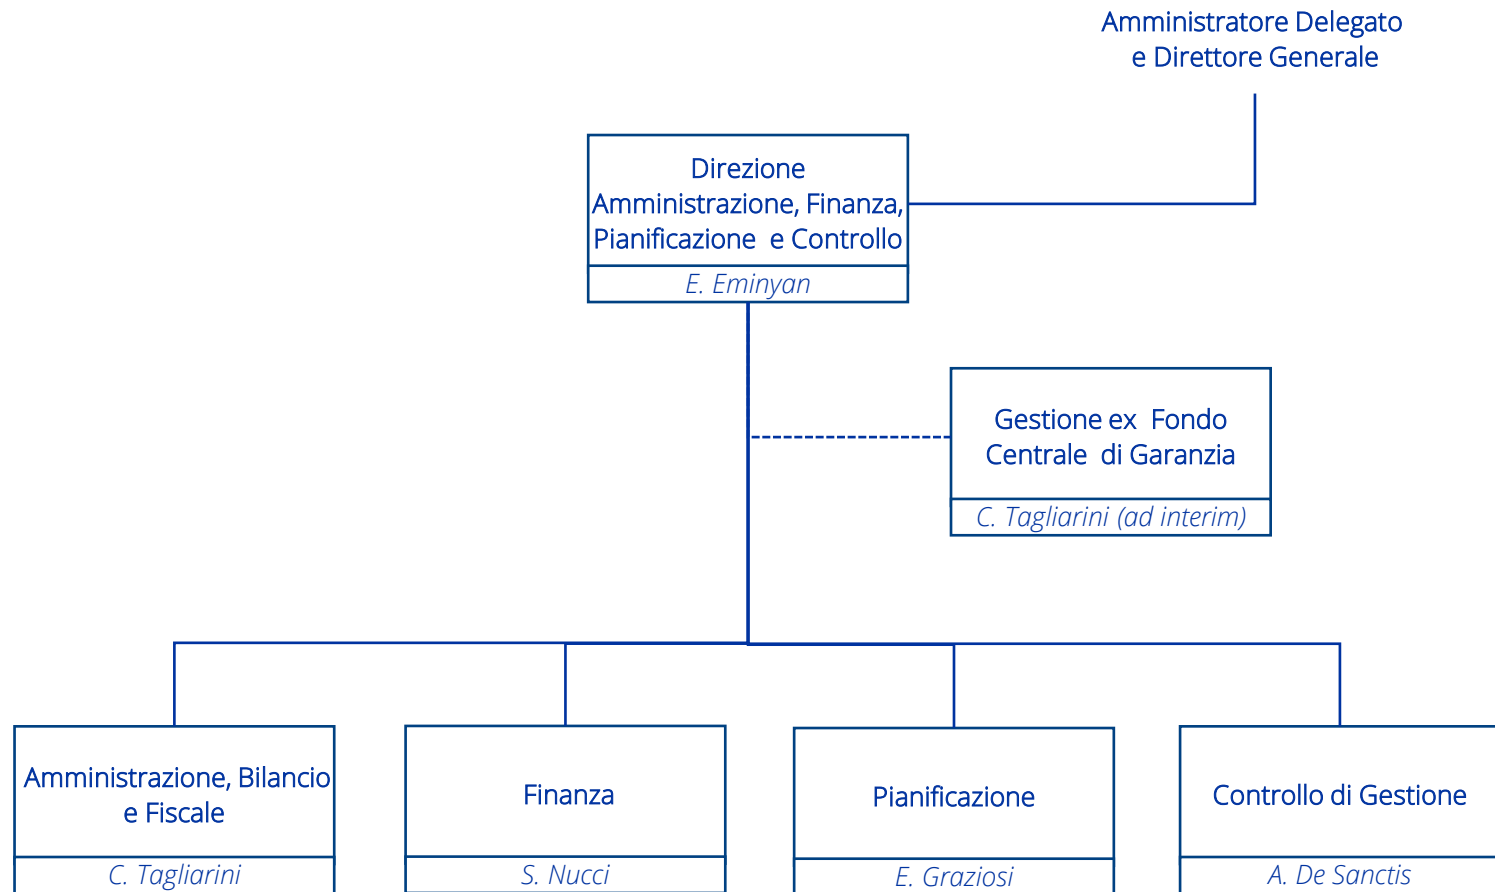 Amministratore Delegato
e Direttore Generale
Direzione
Amministrazione, Finanza,
Pianificazione e Controllo
E. Eminyan
Gestione ex Fondo
Centrale di Garanzia
C. Tagliarini (ad interim)
Amministrazione, Bilancio
e Fiscale
C. Tagliarini
Finanza
S. Nucci
Pianificazione
E. Graziosi
Controllo di Gestione
A. De Sanctis